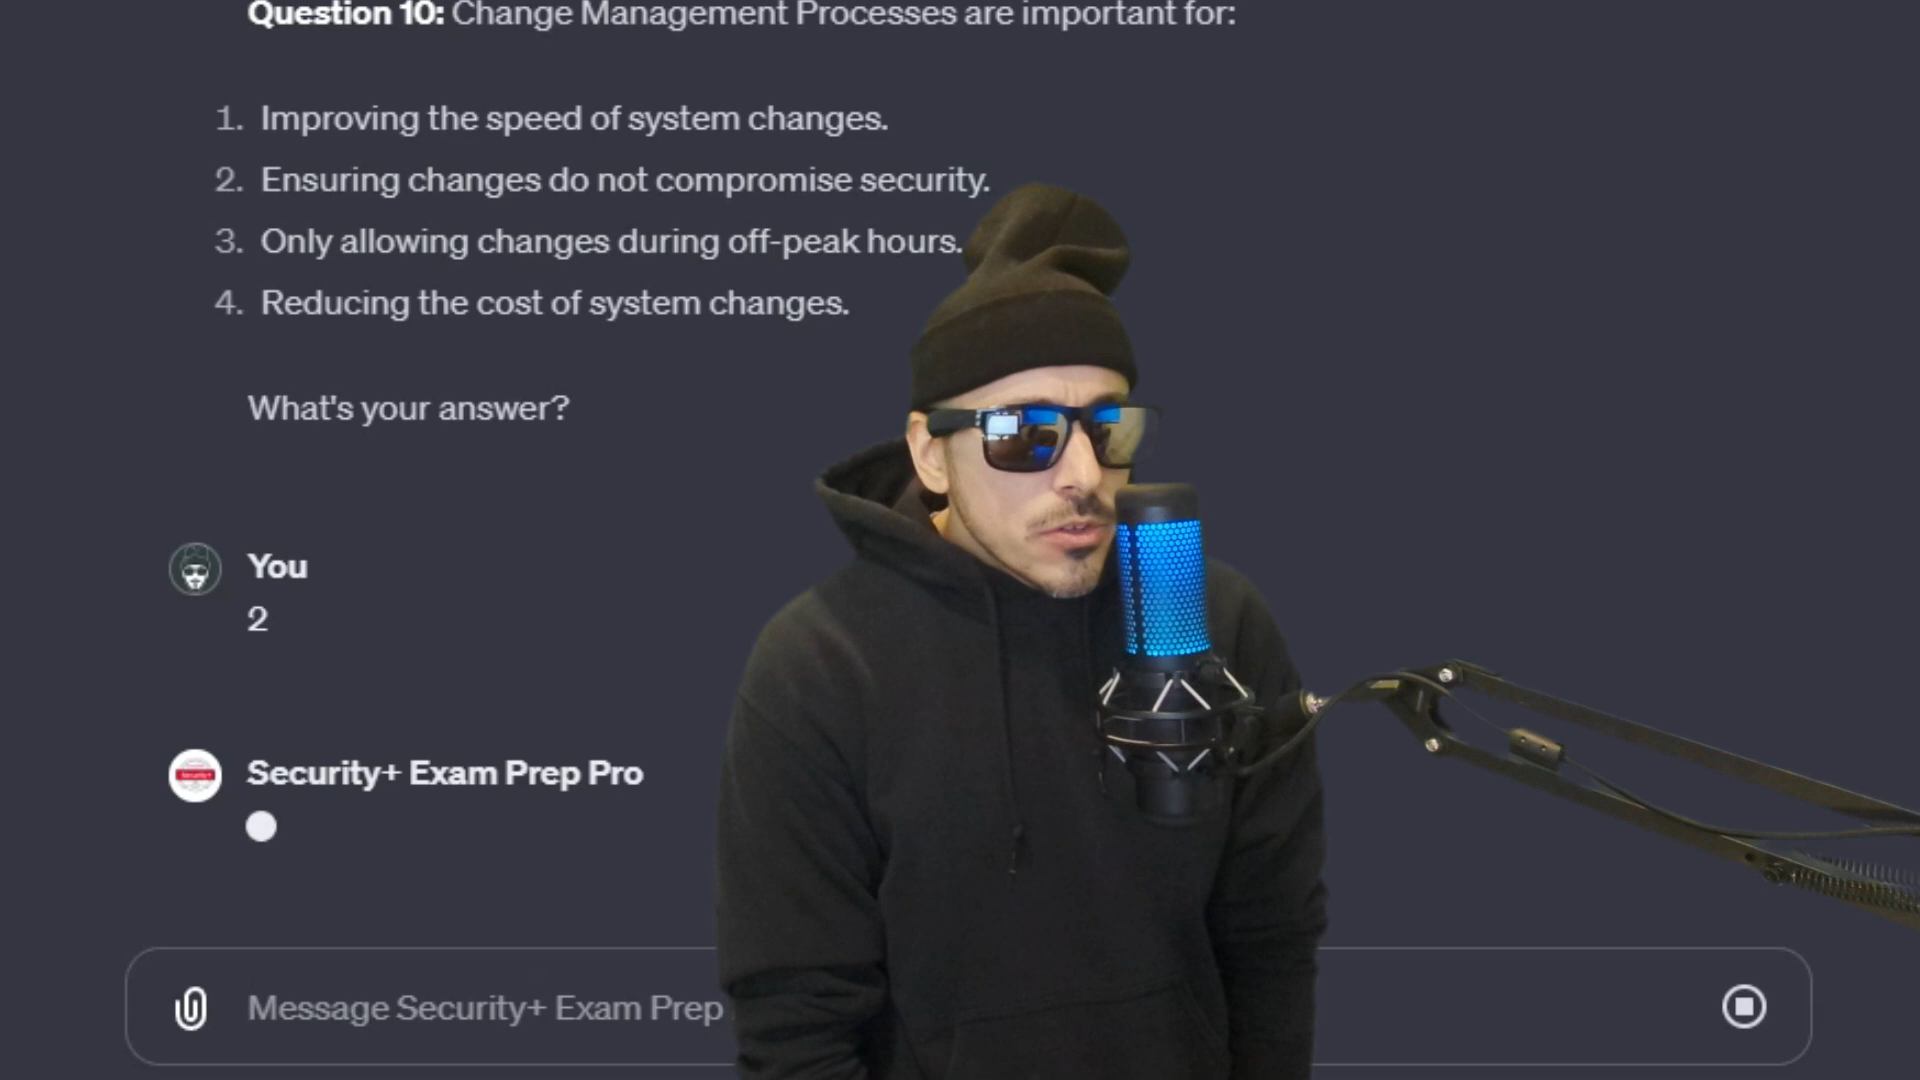 Question 10: Change Management Processes are important for:
1. Improving the speed of system changes.
2. Ensuring changes do not compromise security.
3. Only allowing changes during off-peak hours.
4. Reducing the cost of system changes.
What's your answer?
You
2
Security+ Exam Prep Pro
Message Security+ Exam Prep